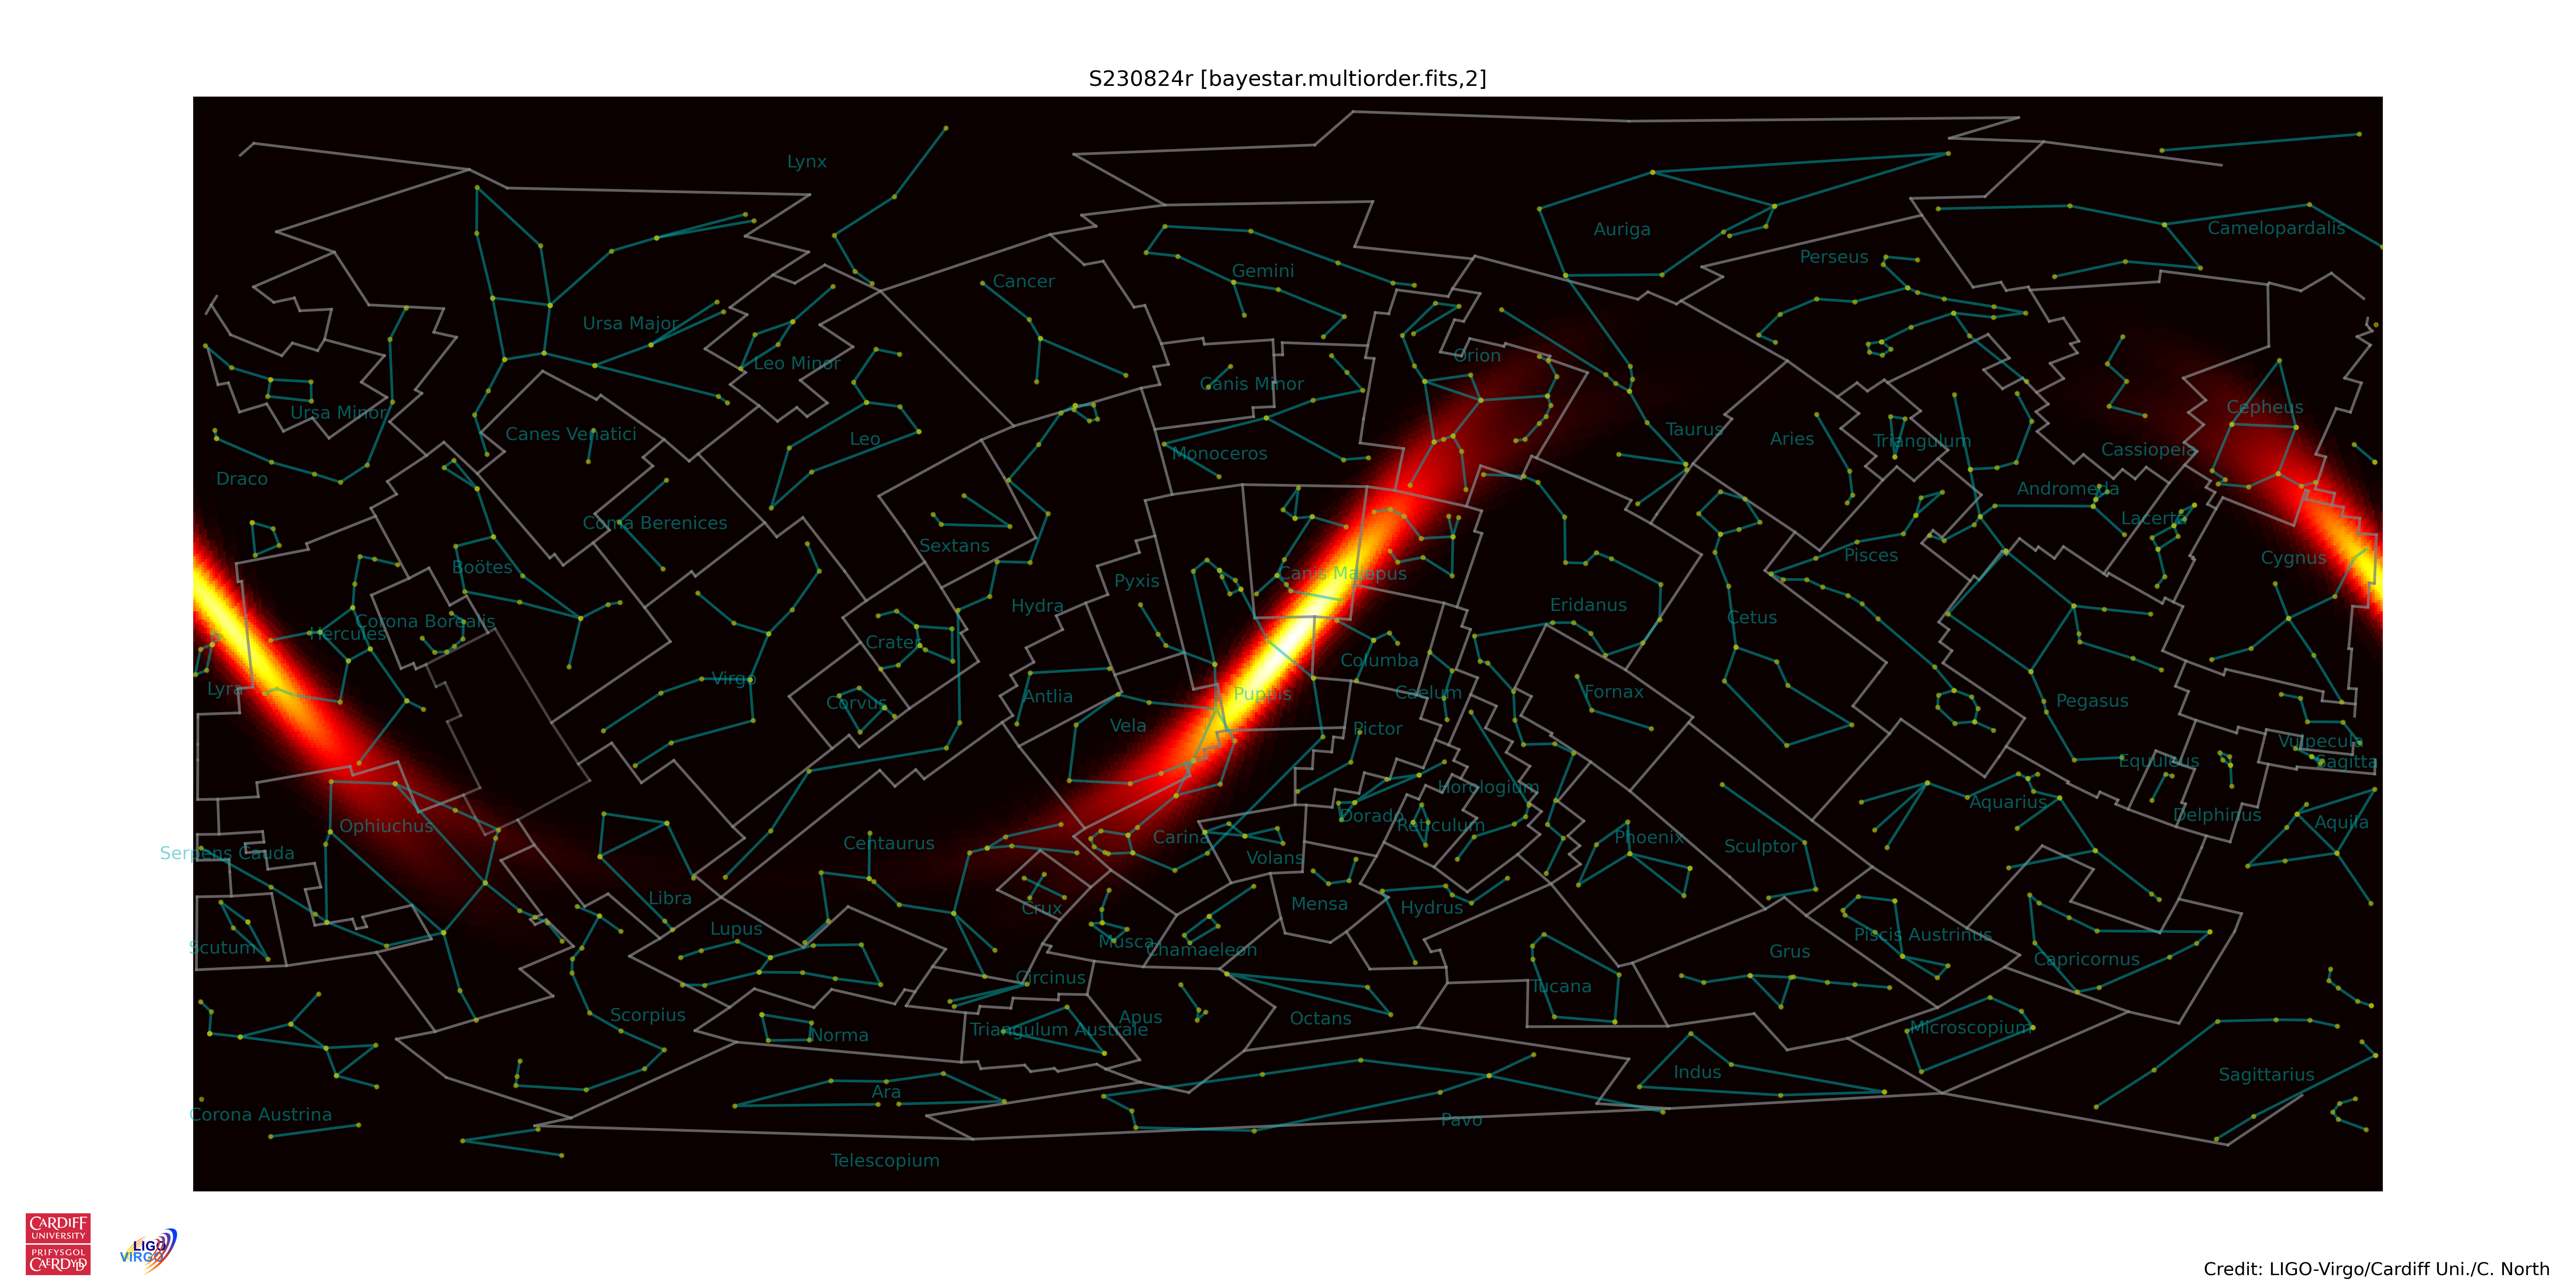 S230824r [bayestar.multiorder.fits,2]
Lynx
Auriga
Camelopardalis
Perseus
Gemini
Cancer
Ursa Major
Leo Minor
Orion
Canis Minor
Ursa Minor
Cepheus
Canes Venatici
Leo
Taurus
Aries
Triangulum
Monoceros
Cassiopeia
Draco
Andromeda
Coma Berenices
Lacerta
Sextans
Pisces
Cygnus
Boötes
Canis Major
Lepus
Pyxis
Hydra
Eridanus
Cetus
Corona Borealis
Hercules
Crater
Columba
Virgo
Lyra
Puppis
Caelum
Fornax
Antlia
Corvus
Pegasus
Vela
Pictor
Vulpecula
Equuleus
Sagitta
Horologium
Aquarius
Dorado
Delphinus
Aquila
Ophiuchus
Reticulum
Carina
Phoenix
Centaurus
Sculptor
Serpens Cauda
Volans
Libra
Mensa
Hydrus
Crux
Lupus
Piscis Austrinus
Scutum
Musca
Chamaeleon
Grus
Capricornus
Circinus
Tucana
Scorpius
Apus
Octans
Triangulum Australe
Norma
Microscopium
Indus
Sagittarius
Ara
Corona Austrina
Pavo
Telescopium
CARDIFF
UNIVERSITY
PRIFYSGOL
CAERDYDD
LIGO
VIRGO
Credit: LIGO-Virgo/Cardiff Uni./C. North